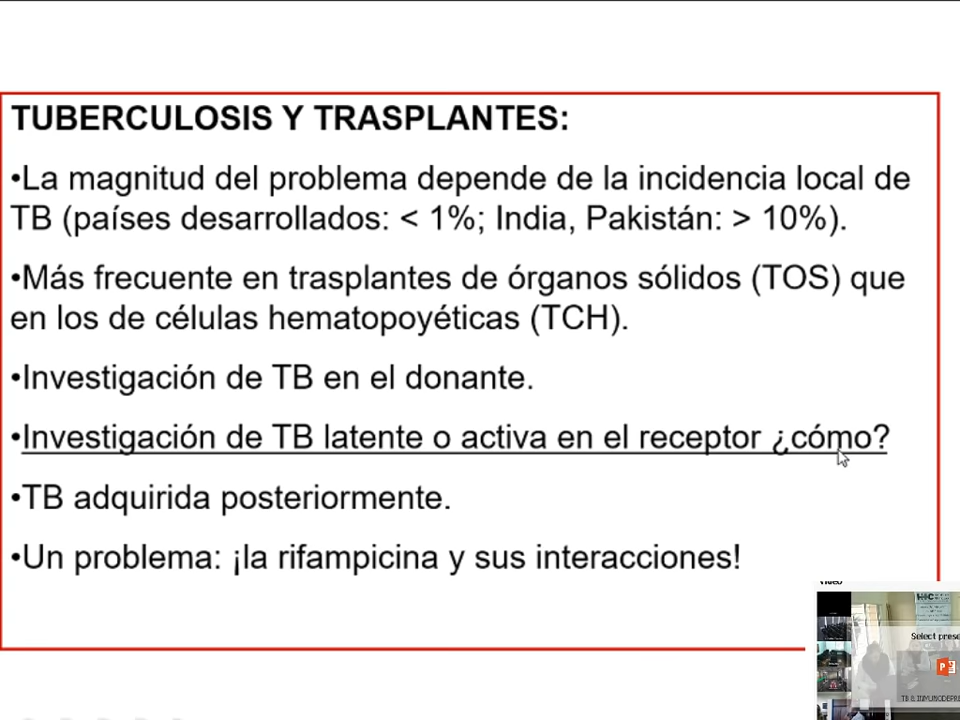 TUBERCULOSIS Y TRASPLANTES:
•La magnitud del problema depende de la incidencia local de
TB (países desarrollados: < 1%; India, Pakistán: > 10%).
•Más frecuente en trasplantes de órganos sólidos (TOS) que
en los de células hematopoyéticas (TCH).
•Investigación de TB en el donante.
•Investigación de TB latente o activa en el receptor ¿cómo?
•TB adquirida posteriormente.
•Un problema: ¡la rifampicina y sus interacciones!
Video
Select prese